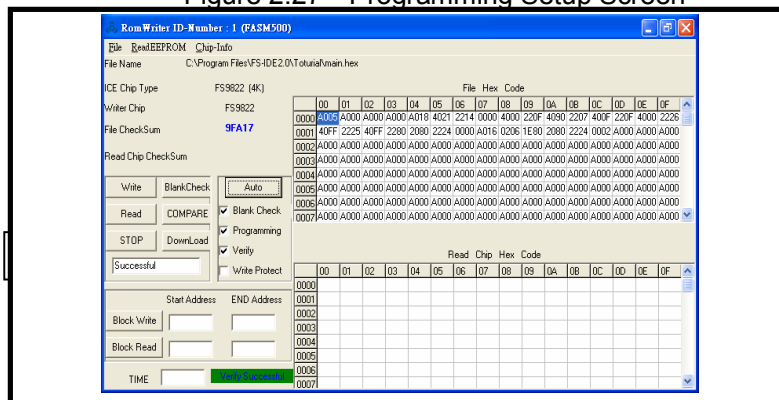 Figure 2.27 Programming Setup Screen
RomWriter ID-Number : 1 (FASM500)
File ReadEEPROM Chip-Info
File Name C:\Program Files\FS-IDE2.0\Toturial\main.hex
ICE Chip Type FS9822 (4K)
Writer Chip FS9822
File CheckSum 9FA17
Read Chip CheckSum
Write BlankCheck Auto
Read COMPARE Blank Check
Programming
STOP DownLoad
Verify
Successful Write Protect
Start Address END Address
Block Write
Block Read
TIME Verify Successful
File Hex Code
00 01 02 03 04 05 06 07 08 09 0A 0B 0C 0D 0E 0F
0000 A005 A000 A000 A000 A018 4021 2214 0000 4000 220F 4090 2207 400F 220F 4000 2226
0001 40FF 2225 40FF 2280 2080 2224 0000 A016 0206 1E80 2080 2224 0002 A000 A000 A000
0002 A000 A000 A000 A000 A000 A000 A000 A000 A000 A000 A000 A000 A000 A000 A000 A000
0003 A000 A000 A000 A000 A000 A000 A000 A000 A000 A000 A000 A000 A000 A000 A000 A000
0004 A000 A000 A000 A000 A000 A000 A000 A000 A000 A000 A000 A000 A000 A000 A000 A000
0005 A000 A000 A000 A000 A000 A000 A000 A000 A000 A000 A000 A000 A000 A000 A000 A000
0006 A000 A000 A000 A000 A000 A000 A000 A000 A000 A000 A000 A000 A000 A000 A000 A000
0007 A000 A000 A000 A000 A000 A000 A000 A000 A000 A000 A000 A000 A000 A000 A000 A000
Read Chip Hex Code
00 01 02 03 04 05 06 07 08 09 0A 0B 0C 0D 0E 0F
0000
0001
0002
0003
0004
0005
0006
0007